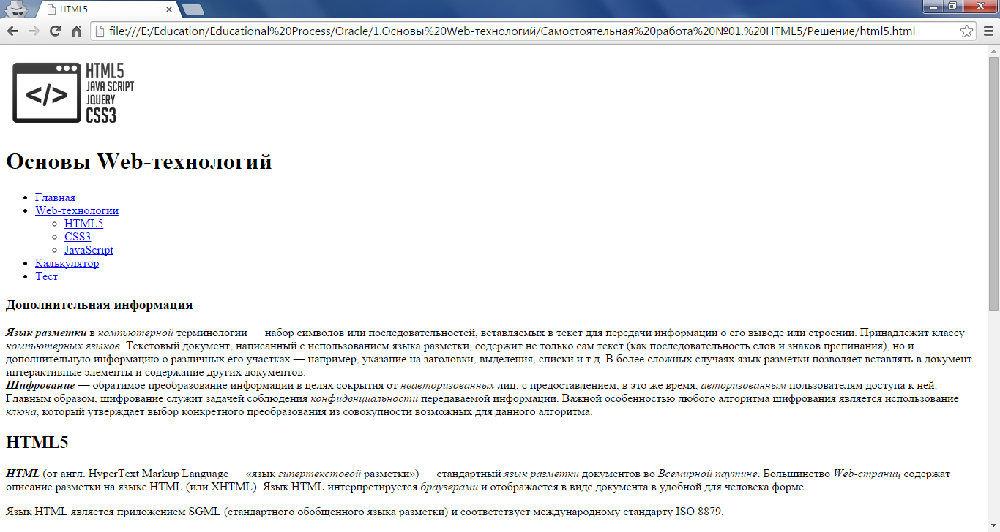 HTML5
file:///E:/Education/Educational%20Process/Oracle/1.Основы%20Web-технологий/Самостоятельная%20работа%20№01.%20HTML5/Решение/html5.html
</>
HTML5
JAVA SCRIPT
JQUERY
CSS3
Основы Web-технологий
Главная
Web-технологии
HTML5
CSS3
JavaScript
Калькулятор
Тест
Дополнительная информация
Язык разметки в компьютерной терминологии — набор символов или последовательностей, вставляемых в текст для передачи информации о его выводе или строении. Принадлежит классу
компьютерных языков. Текстовый документ, написанный с использованием языка разметки, содержит не только сам текст (как последовательность слов и знаков препинания), но и
дополнительную информацию о различных его участках — например, указание на заголовки, выделения, списки и т.д. В более сложных случаях язык разметки позволяет вставлять в документ
интерактивные элементы и содержание других документов.
Шифрование — обратимое преобразование информации в целях сокрытия от неавторизованных лиц, с предоставлением, в это же время, авторизованным пользователям доступа к ней.
Главным образом, шифрование служит задачей соблюдения конфиденциальности передаваемой информации. Важной особенностью любого алгоритма шифрования является использование
ключа, который утверждает выбор конкретного преобразования из совокупности возможных для данного алгоритма.
HTML5
HTML (от англ. HyperText Markup Language — «язык гипертекстовой разметки») — стандартный язык разметки документов во Всемирной паутине. Большинство Web-страниц содержат
описание разметки на языке HTML (или XHTML). Язык HTML интерпретируется браузерами и отображается в виде документа в удобной для человека форме.
Язык HTML является приложением SGML (стандартного обобщённого языка разметки) и соответствует международному стандарту ISO 8879.